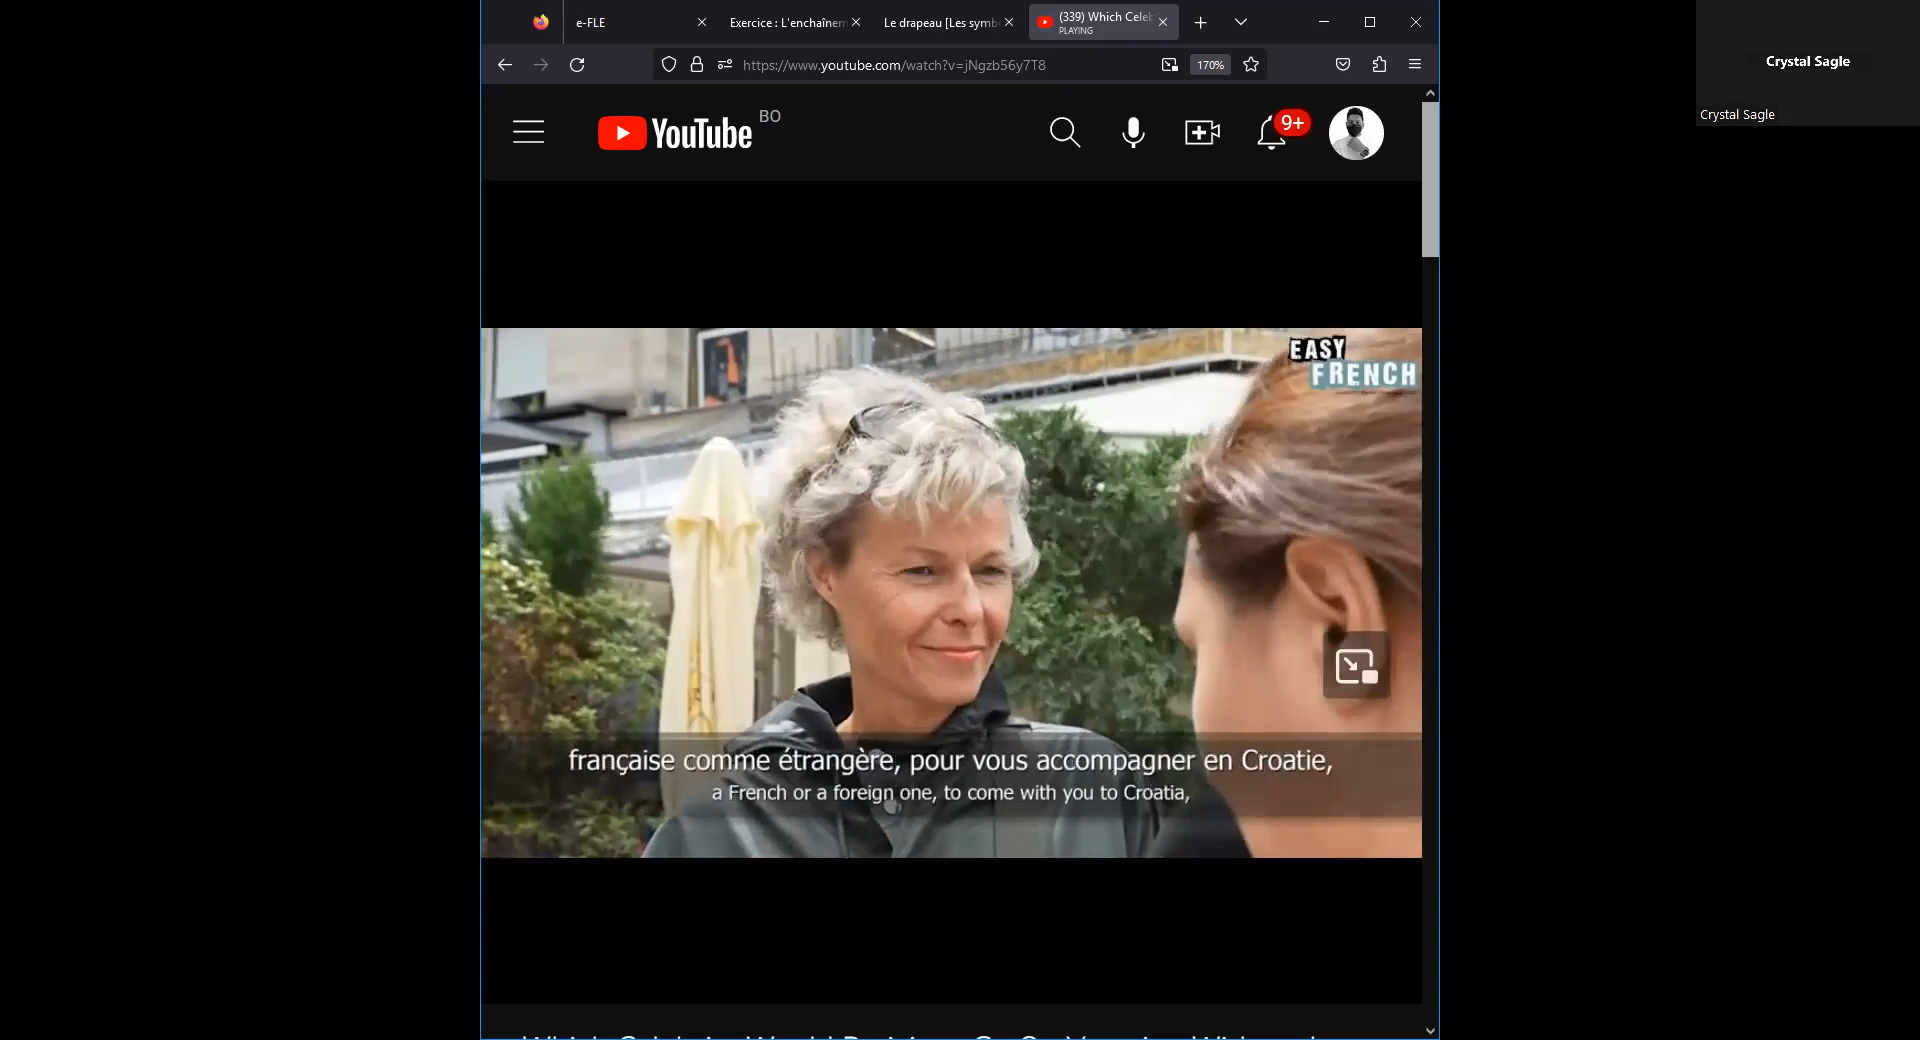 e-FLE
Exercice : L'enchaînem
Le drapeau [Les symb
(339) Which Celeb
PLAYING
https://www.youtube.com/watch?v=jNgzb56y7T8
170%
YouTube
BO
9+
Crystal Sagle
Crystal Sagle
EASY
FRENCH
française comme étrangère, pour vous accompagner en Croatie,
a French or a foreign one, to come with you to Croatia,